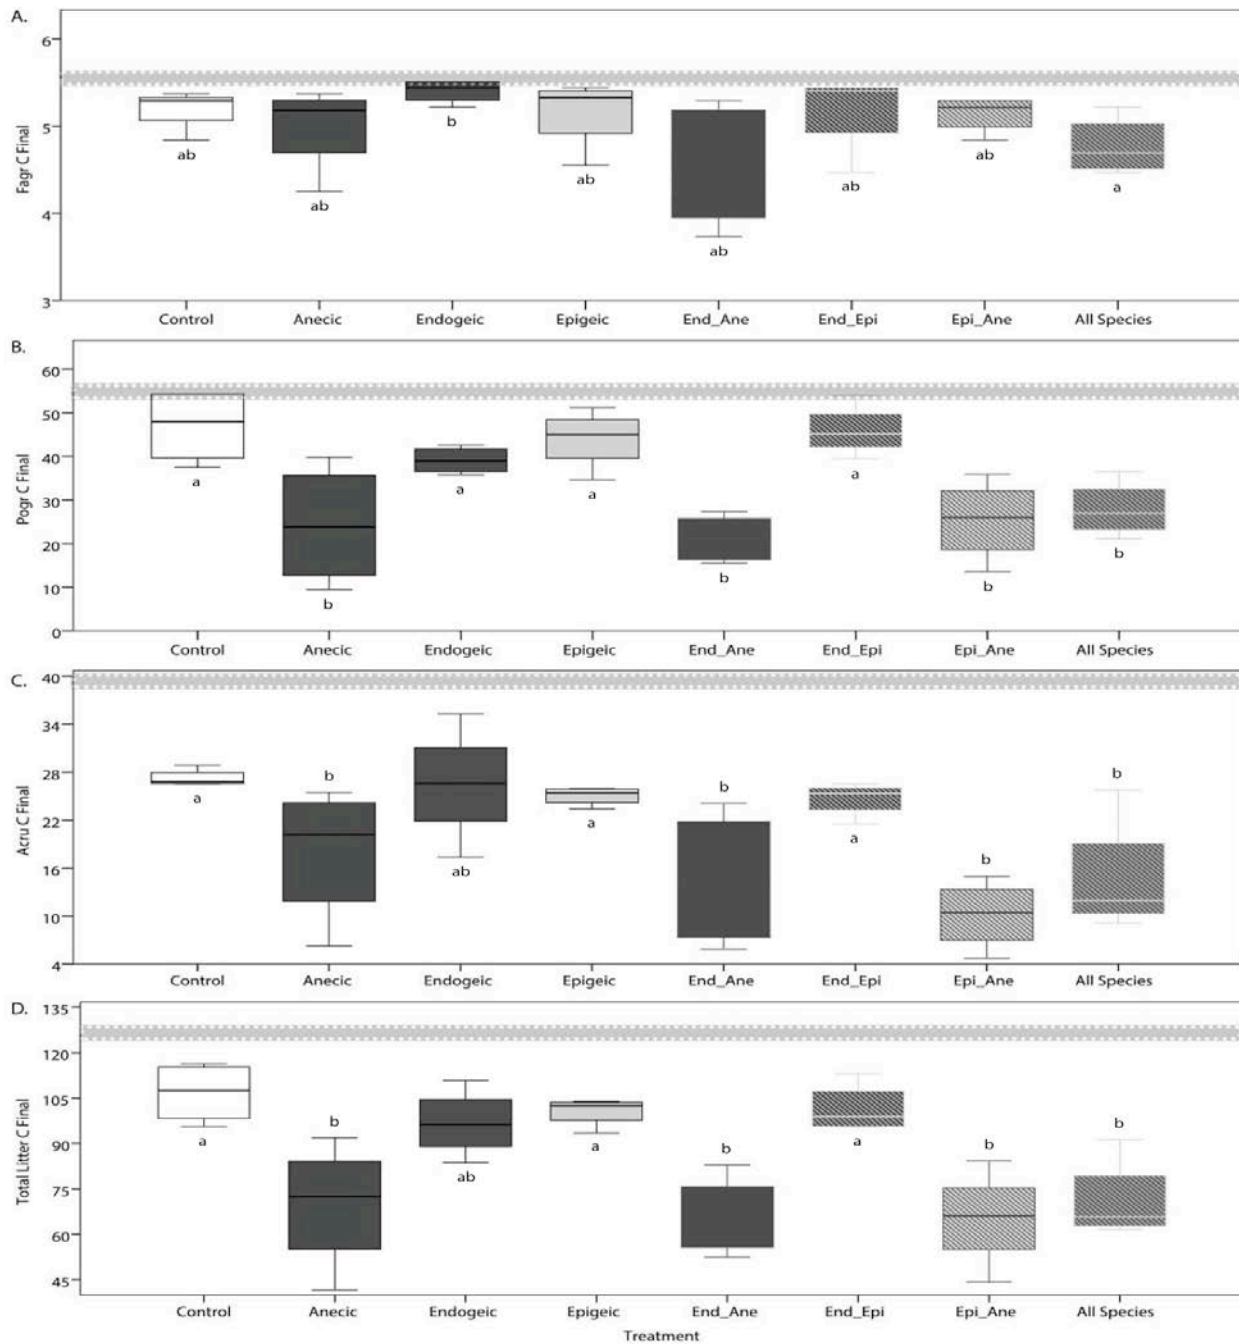 A.
6
5
4
3
Fagr C Final
ab
ab
b
ab
ab
ab
ab
a
Control Anecic Endogeic Epigeic End_Ane End_Epi Epi_Ane All Species
B.
60
50
40
30
20
10
0
Pogr C Final
a
b
a
a
b
a
b
b
Control Anecic Endogeic Epigeic End_Ane End_Epi Epi_Ane All Species
C.
40
34
28
22
16
10
4
Acru C Final
a
b
ab
a
b
a
b
b
Control Anecic Endogeic Epigeic End_Ane End_Epi Epi_Ane All Species
D.
135
120
105
90
75
60
45
Total Litter C Final
a
b
ab
a
b
a
b
b
Control Anecic Endogeic Epigeic End_Ane End_Epi Epi_Ane All Species
Treatment